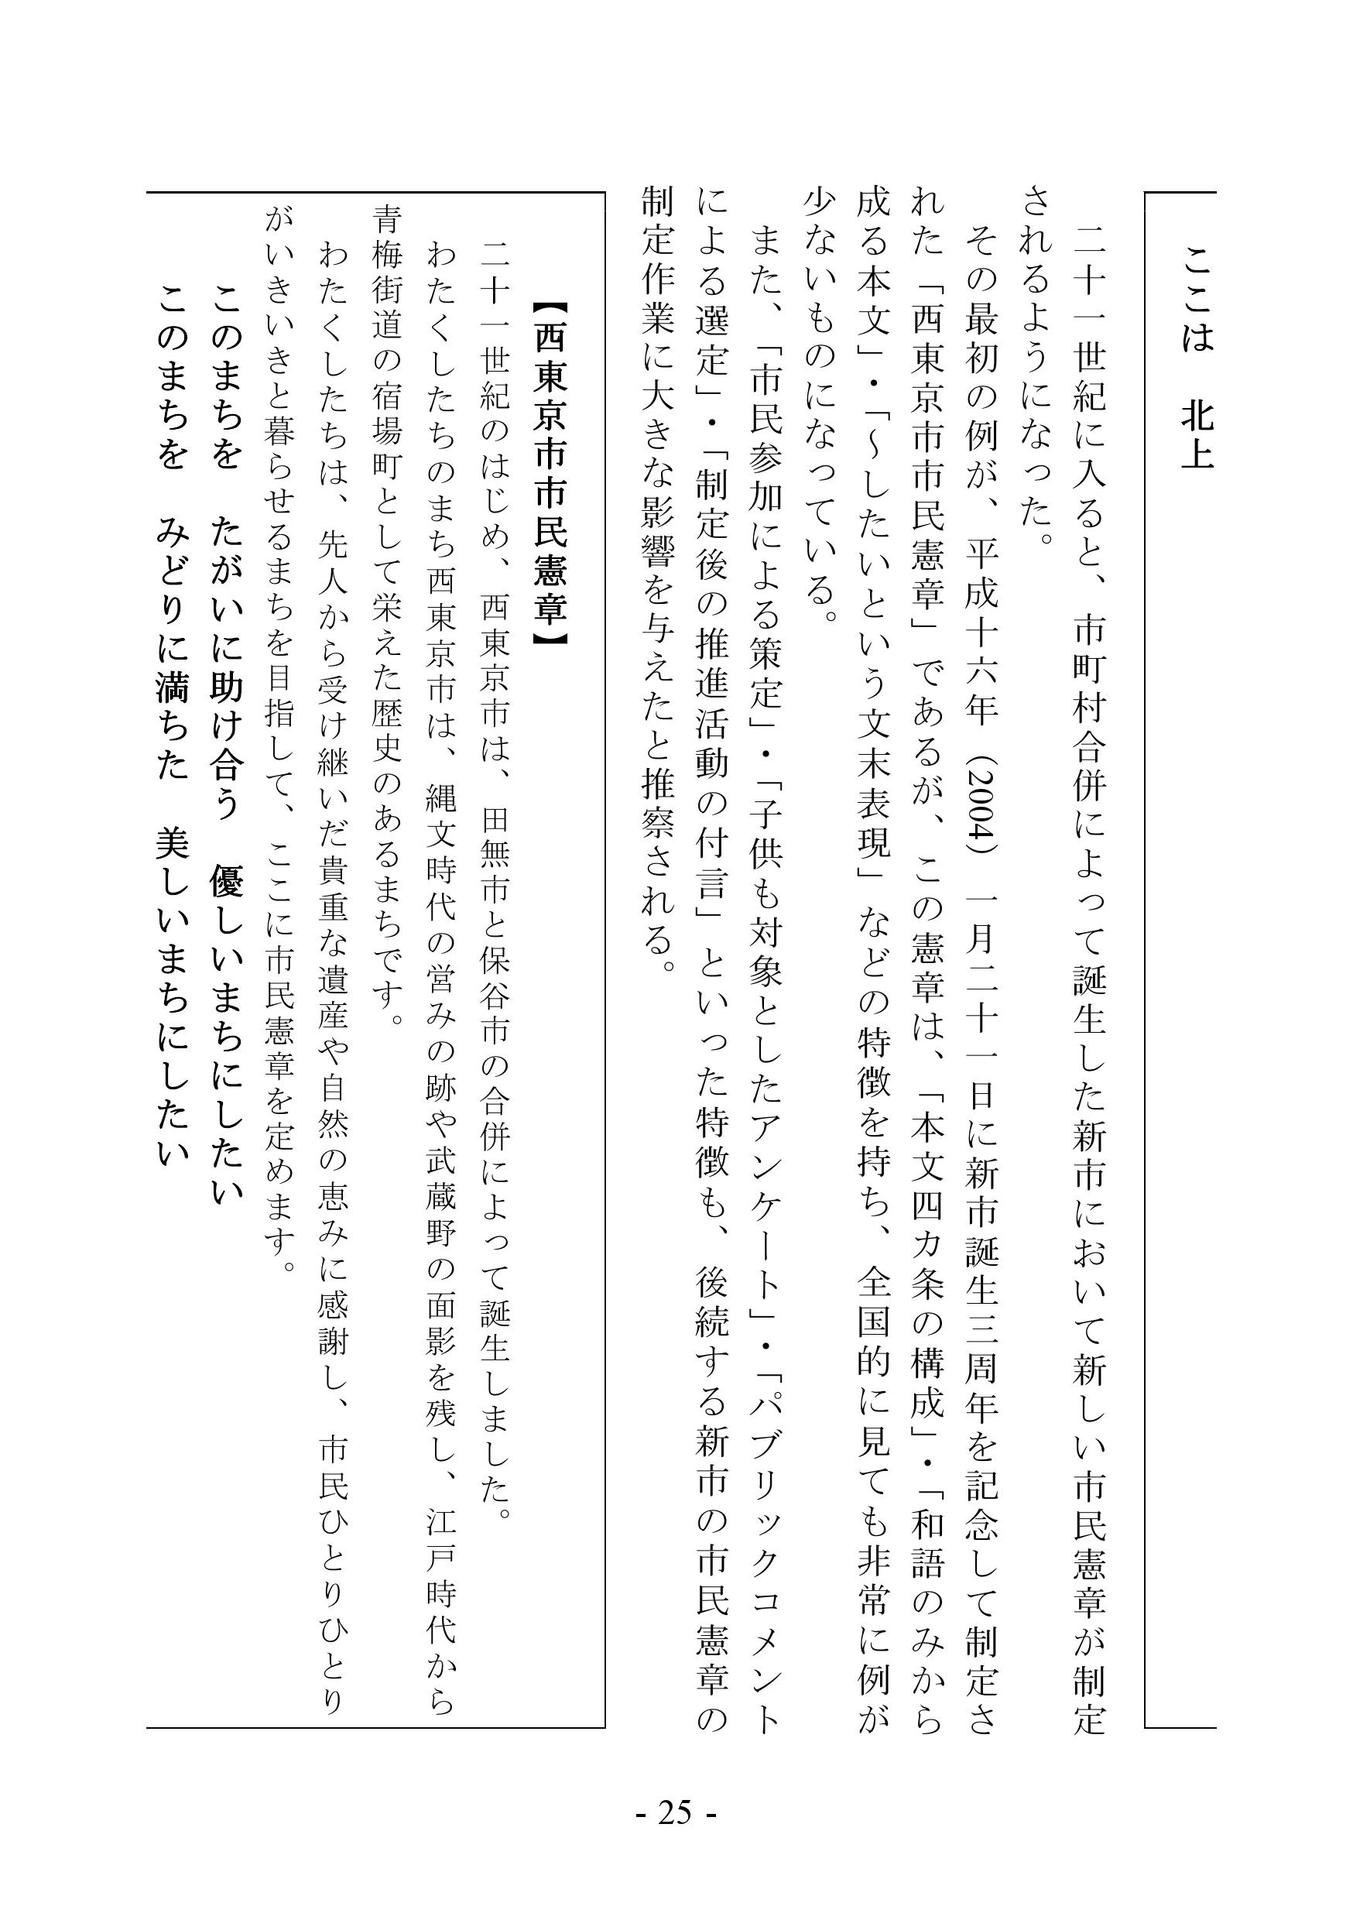 ここは　北上
二十一世紀に入ると、市町村合併によって誕生した新市において新しい市民憲章が制定
されるようになった。
その最初の例が、平成十六年（2004）一月二十一日に新市誕生三周年を記念して制定さ
れた「西東京市市民憲章」であるが、この憲章は、「本文四カ条の構成」・「和語のみから
成る本文」・「～したいという文末表現」などの特徴を持ち、全国的に見ても非常に例が
少ないものになっている。
また、「市民参加による策定」・「子供も対象としたアンケート」・「パブリックコメント
による選定」・「制定後の推進活動の付言」といった特徴も、後続する新市の市民憲章の
制定作業に大きな影響を与えたと推察される。
【西東京市市民憲章】
二十一世紀のはじめ、西東京市は、田無市と保谷市の合併によって誕生しました。
わたくしたちのまち西東京市は、縄文時代の営みの跡や武蔵野の面影を残し、江戸時代から
青梅街道の宿場町として栄えた歴史のあるまちです。
わたくしたちは、先人から受け継いだ貴重な遺産や自然の恵みに感謝し、市民ひとりひとり
がいきいきと暮らせるまちを目指して、ここに市民憲章を定めます。
このまちを　たがいに助け合う　優しいまちにしたい
このまちを　みどりに満ちた　美しいまちにしたい
- 25 -